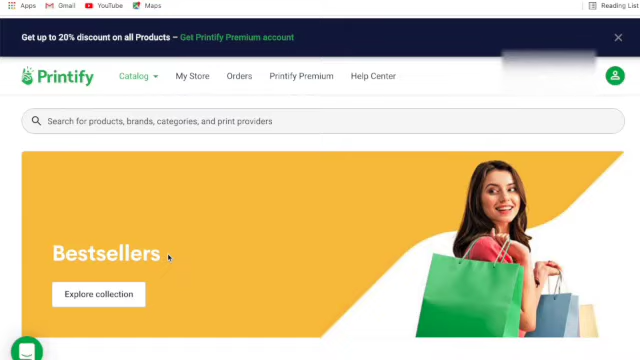 Apps Gmail YouTube Maps Reading List
Get up to 20% discount on all Products – Get Printify Premium account
Printify Catalog My Store Orders Printify Premium Help Center
Search for products, brands, categories, and print providers
Bestsellers
Explore collection